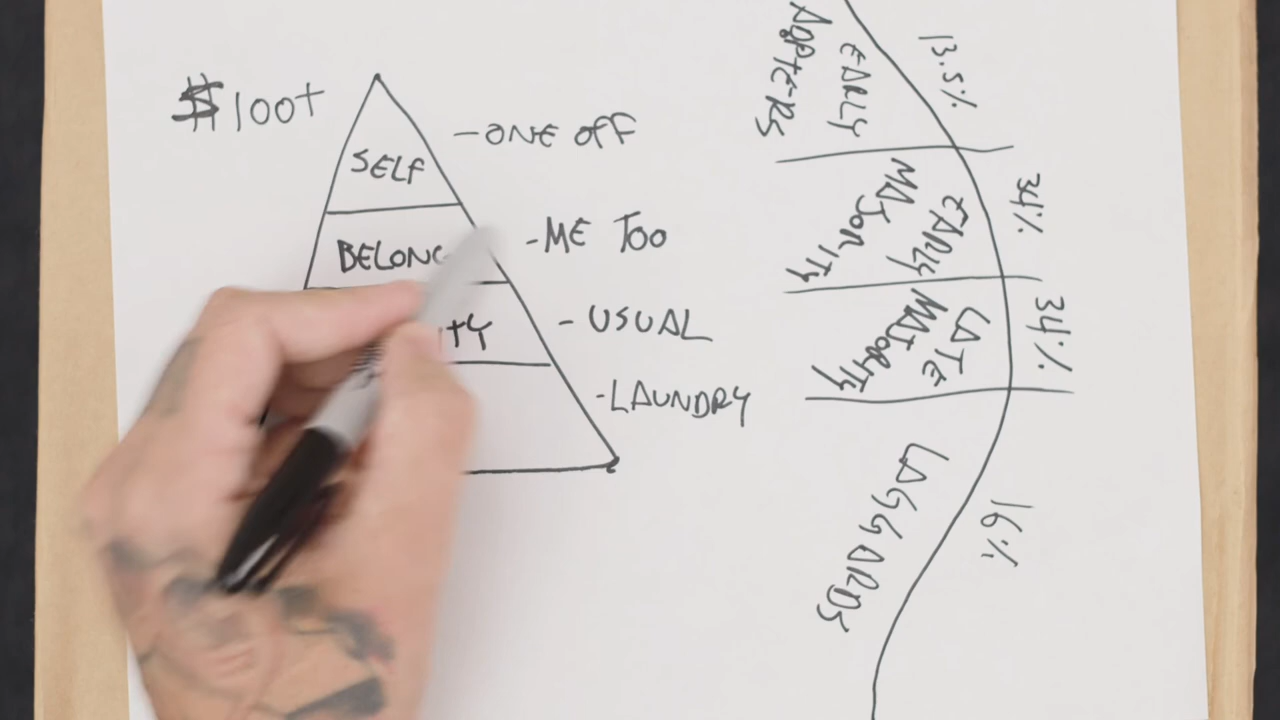 $100+
SELF
-ONE OFF
BELONG
-ME TOO
- USUAL
-LAUNDRY
EARLY
ADOPTERS
13.5%
EARLY
MAJORITY
34%
LATE
MAJORITY
34%
LAGGARDS
16%